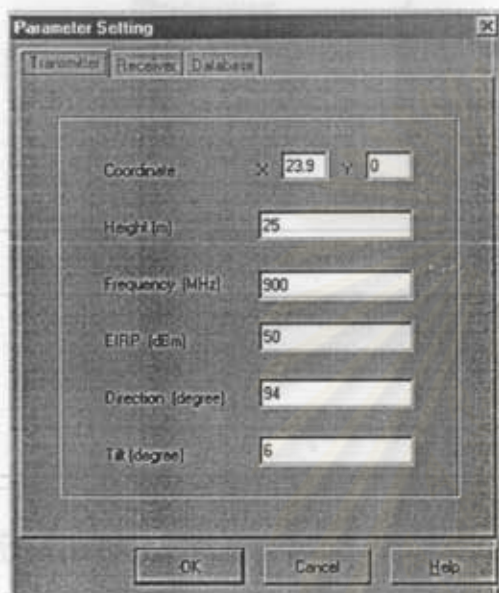 Parameter Setting
Transmitter Receiver Database
Coordinate X 23.9 Y 0
Height (m) 25
Frequency (MHz) 900
EIRP (dBm) 50
Direction (degree) 94
Tilt (degree) 6
OK Cancel Help